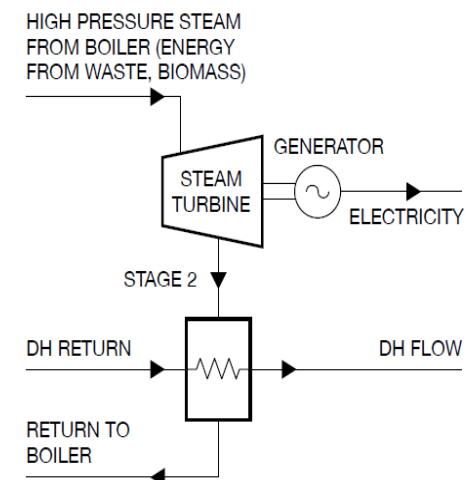 HIGH PRESSURE STEAM
FROM BOILER (ENERGY
FROM WASTE, BIOMASS)
GENERATOR
STEAM
TURBINE
ELECTRICITY
STAGE 2
DH RETURN
DH FLOW
RETURN TO
BOILER